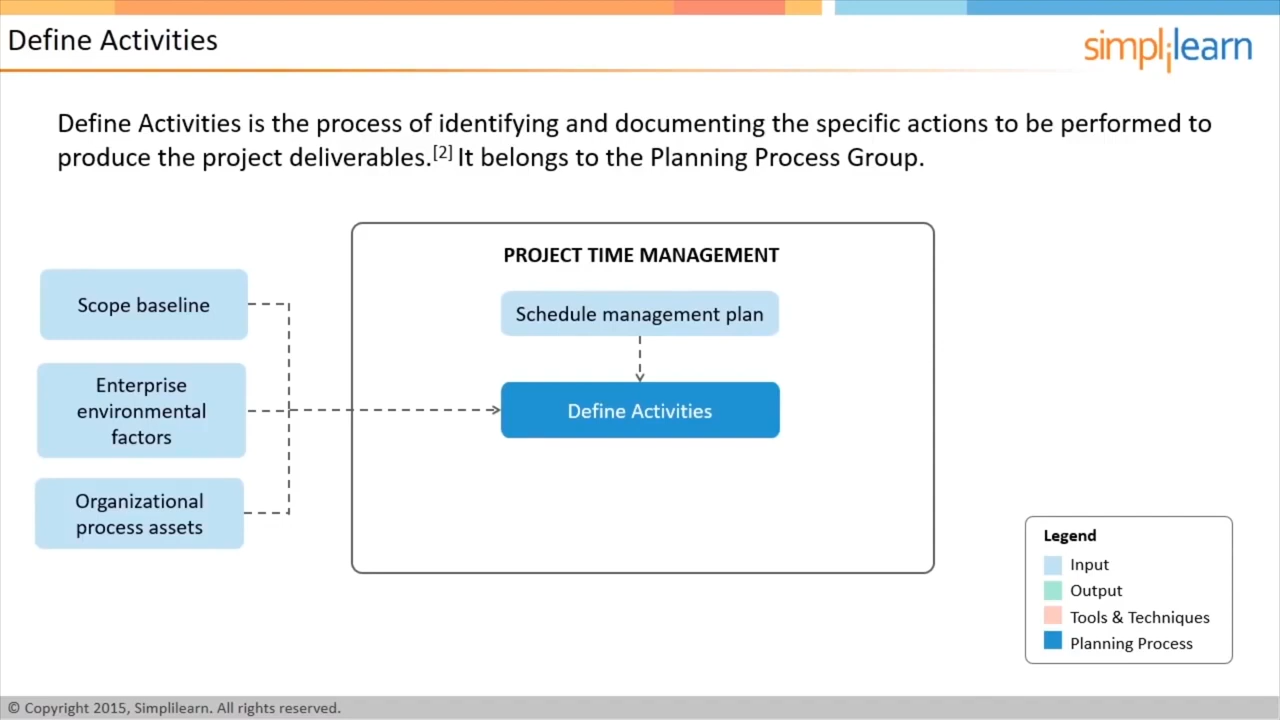 Define Activities
simplilearn
Define Activities is the process of identifying and documenting the specific actions to be performed to
produce the project deliverables.[2] It belongs to the Planning Process Group.
PROJECT TIME MANAGEMENT
Scope baseline
Schedule management plan
Enterprise
environmental
factors
Define Activities
Organizational
process assets
Legend
Input
Output
Tools & Techniques
Planning Process
© Copyright 2015, Simplilearn. All rights reserved.